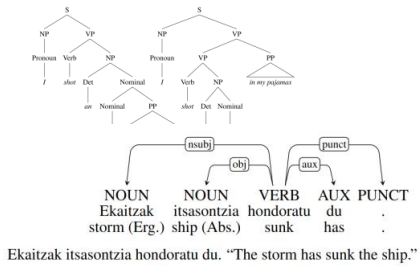 S S
NP VP NP VP
Pronoun Verb NP Pronoun VP PP
I shot Det Nominal I Verb NP in my pajamas
an Nominal PP shot Det Nominal
nsubj punct
obj aux
NOUN NOUN VERB AUX PUNCT
Ekaitzak itsasontzia hondoratu du .
storm (Erg.) ship (Abs.) sunk has .
Ekaitzak itsasontzia hondoratu du. “The storm has sunk the ship.”